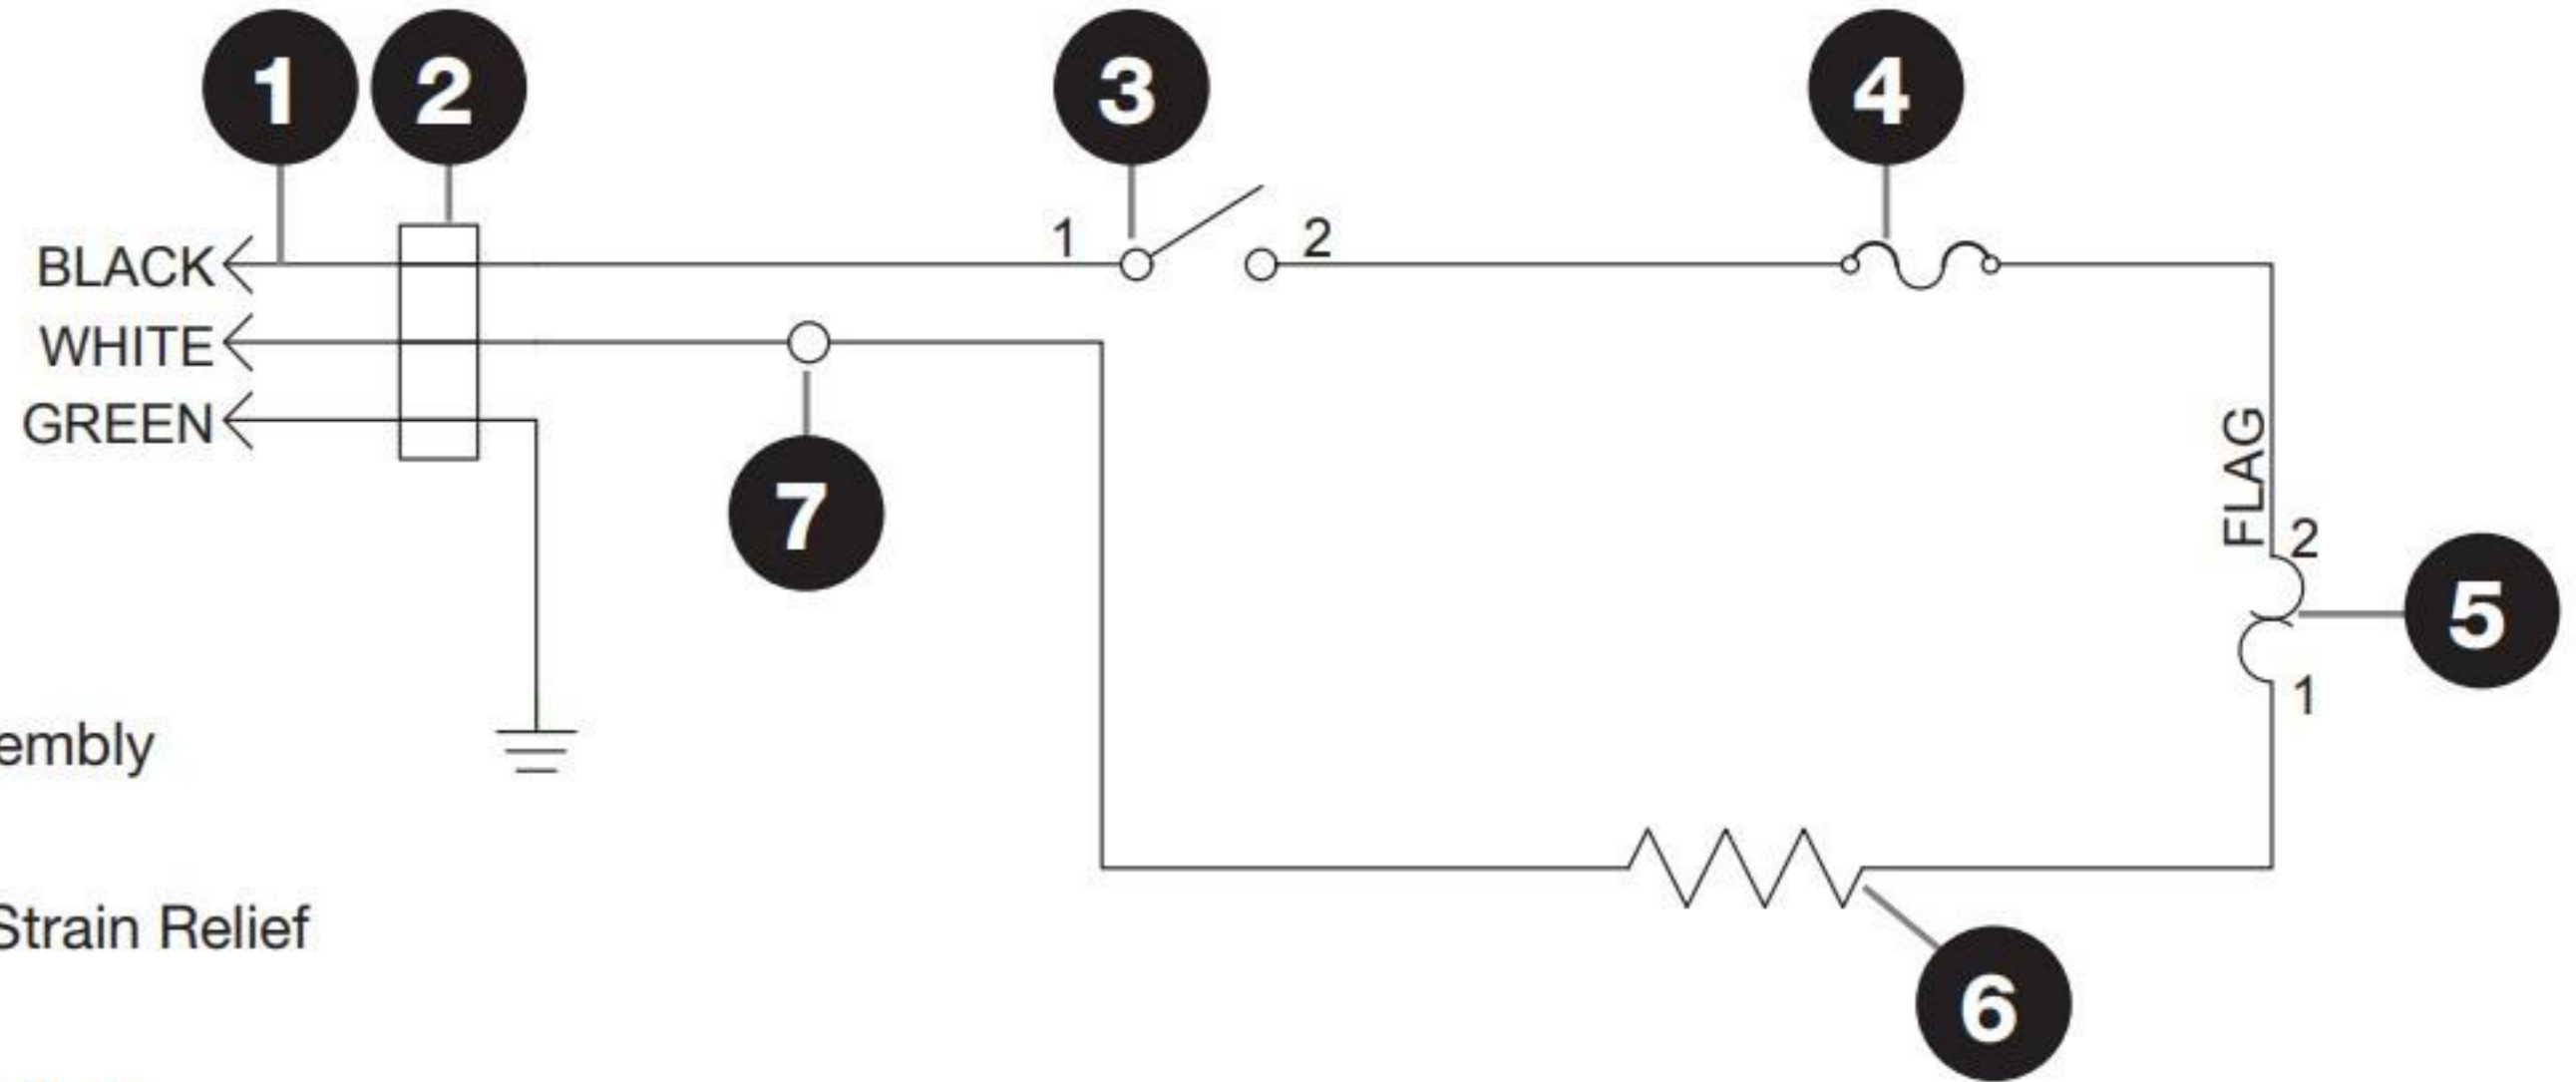 1 2 3 4
1 2
BLACK
WHITE
GREEN
7
FLAG
2
5
1
embly
Strain Relief
6